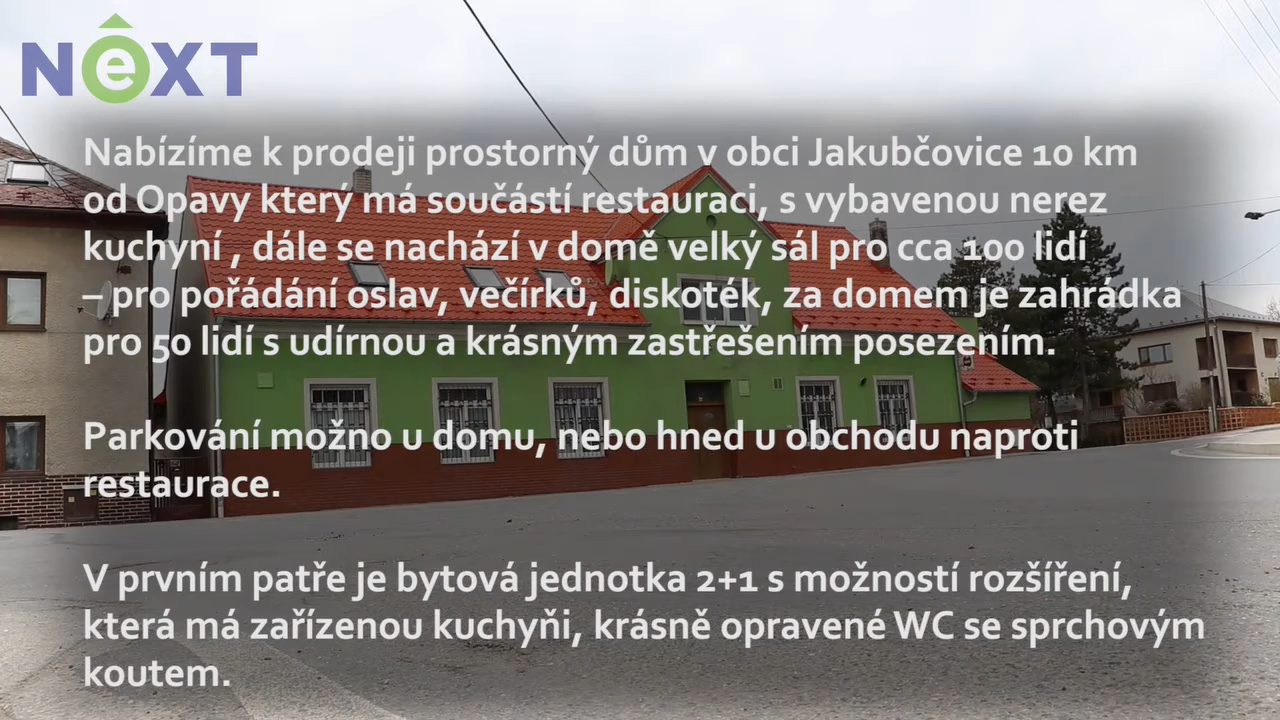 NêXT
Nabízíme k prodeji prostorný dům v obci Jakubčovice 10 km
od Opavy který má součástí restauraci, s vybavenou nerez
kuchyní , dále se nachází v domě velký sál pro cca 100 lidí
– pro pořádání oslav, večírků, diskoték, za domem je zahrádka
pro 50 lidí s udírnou a krásným zastřešením posezením.
Parkování možno u domu, nebo hned u obchodu naproti
restaurace.
V prvním patře je bytová jednotka 2+1 s možností rozšíření,
která má zařízenou kuchyňi, krásně opravené WC se sprchovým
koutem.